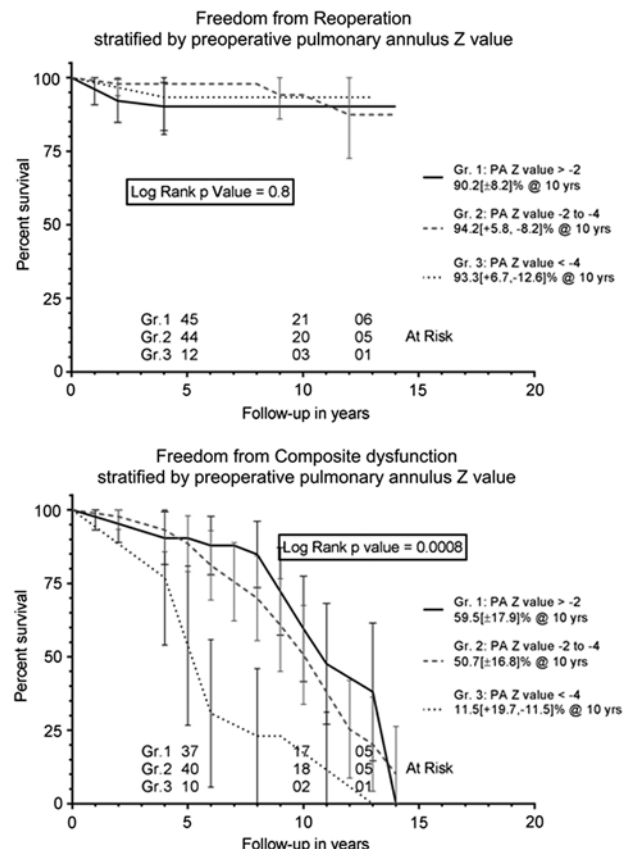 Freedom from Reoperation
stratified by preoperative pulmonary annulus Z value
Percent survival
100
75
50
25
0
Log Rank p Value = 0.8
Gr. 1: PA Z value > -2
90.2[±8.2]% @ 10 yrs
Gr. 2: PA Z value -2 to -4
94.2[+5.8, -8.2]% @ 10 yrs
Gr. 3: PA Z value < -4
93.3[+6.7,-12.6]% @ 10 yrs
Gr.1 45 21 06
Gr.2 44 20 05 At Risk
Gr.3 12 03 01
0 5 10 15 20
Follow-up in years
Freedom from Composite dysfunction
stratified by preoperative pulmonary annulus Z value
Percent survival
100
75
50
25
0
Log Rank p value = 0.0008
Gr. 1: PA Z value > -2
59.5[±17.9]% @ 10 yrs
Gr. 2: PA Z value -2 to -4
50.7[±16.8]% @ 10 yrs
Gr. 3: PA Z value < -4
11.5[+19.7,-11.5]% @ 10 yrs
Gr.1 37 17 05
Gr.2 40 18 05 At Risk
Gr.3 10 02 01
0 5 10 15 20
Follow-up in years